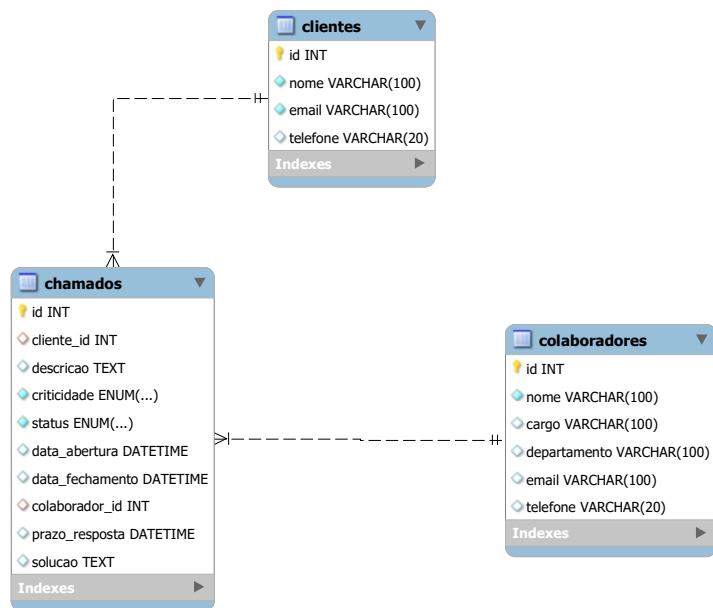 clientes
id INT
nome VARCHAR(100)
email VARCHAR(100)
telefone VARCHAR(20)
Indexes
chamados
id INT
cliente_id INT
descricao TEXT
criticidade ENUM(...)
status ENUM(...)
data_abertura DATETIME
data_fechamento DATETIME
colaborador_id INT
prazo_resposta DATETIME
solucao TEXT
Indexes
colaboradores
id INT
nome VARCHAR(100)
cargo VARCHAR(100)
departamento VARCHAR(100)
email VARCHAR(100)
telefone VARCHAR(20)
Indexes